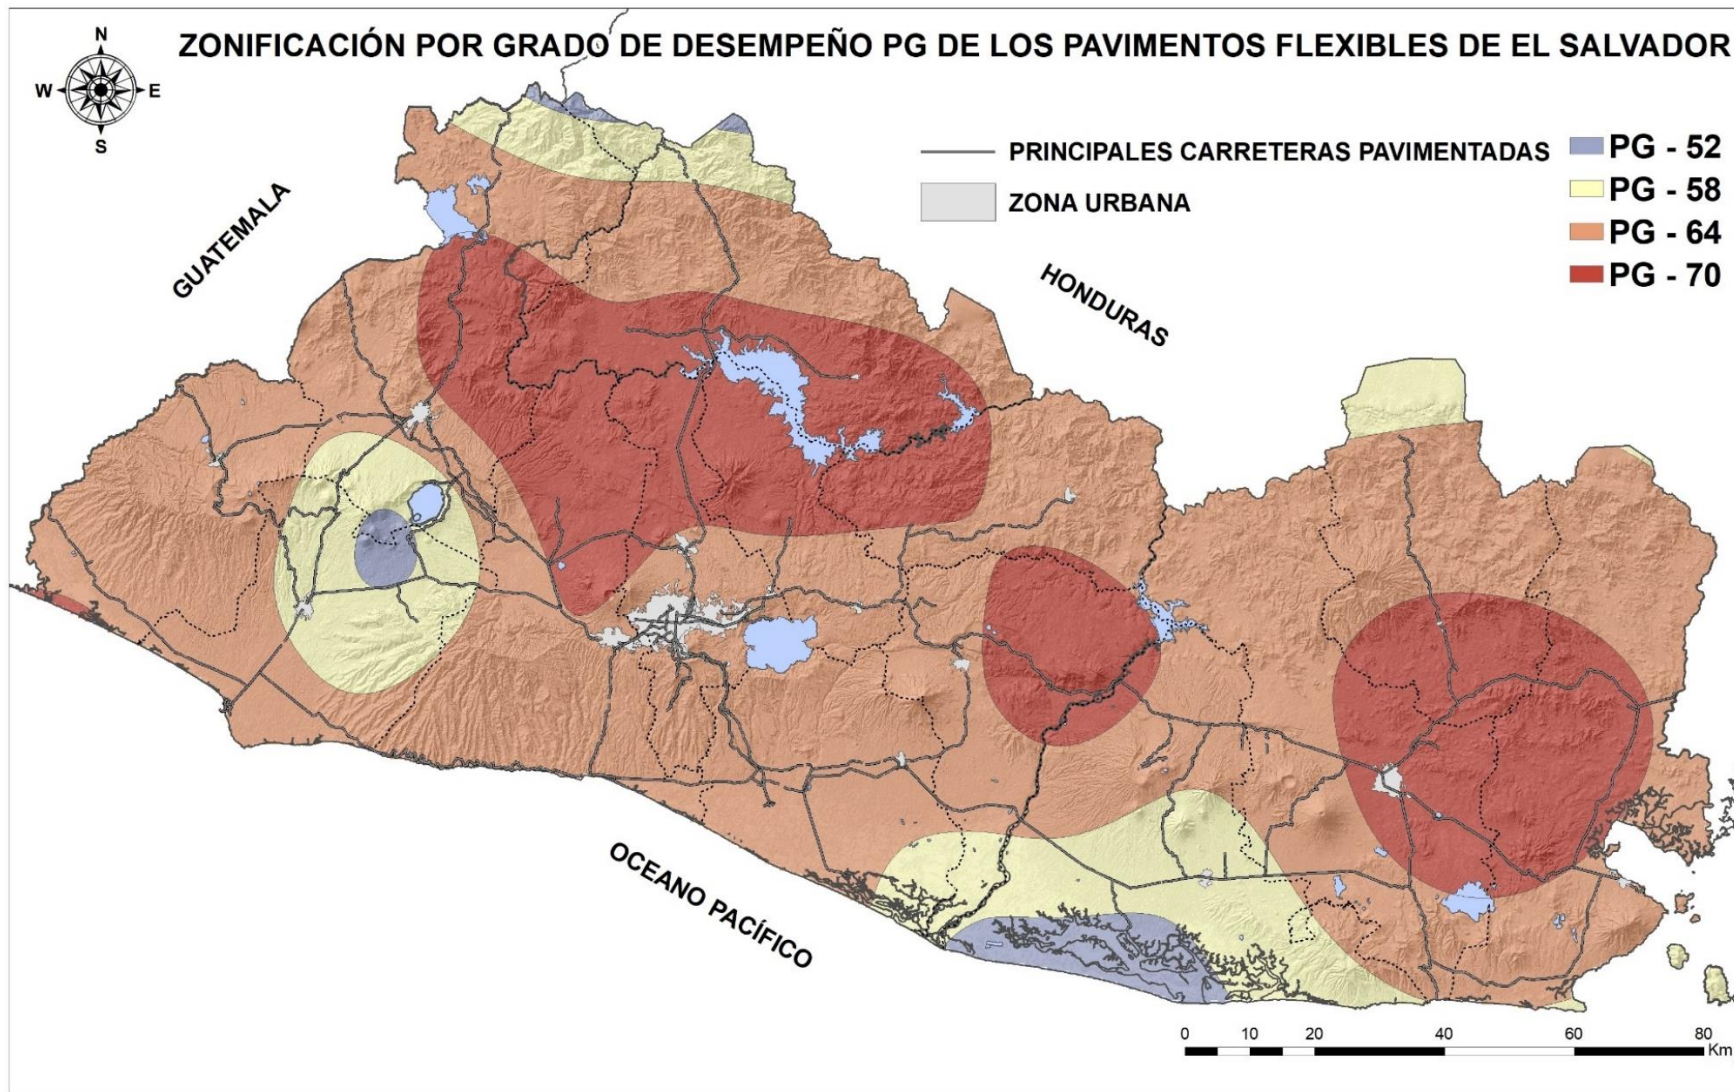 ZONIFICACIÓN POR GRADO DE DESEMPEÑO PG DE LOS PAVIMENTOS FLEXIBLES DE EL SALVADOR
N
W E
S
PRINCIPALES CARRETERAS PAVIMENTADAS
ZONA URBANA
PG - 52
PG - 58
PG - 64
PG - 70
GUATEMALA
HONDURAS
OCEANO PACÍFICO
0 10 20 40 60 80
Km